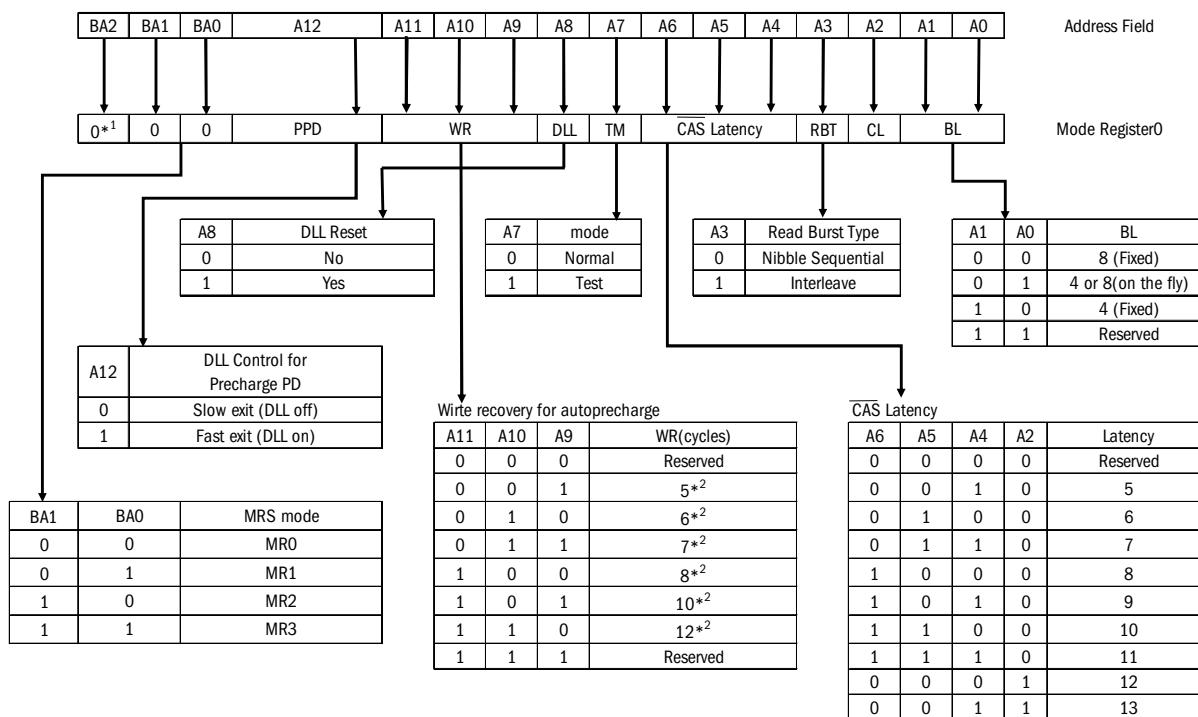 BA2 BA1 BA0 A12 A11 A10 A9 A8 A7 A6 A5 A4 A3 A2 A1 A0 Address Field
0*1 0 0 PPD WR DLL TM CAS Latency RBT CL BL Mode Register0
A8 DLL Reset
0 No
1 Yes
A7 mode
0 Normal
1 Test
A3 Read Burst Type
0 Nibble Sequential
1 Interleave
A1 A0 BL
0 0 8 (Fixed)
0 1 4 or 8(on the fly)
1 0 4 (Fixed)
1 1 Reserved
A12 DLL Control for
Precharge PD
0 Slow exit (DLL off)
1 Fast exit (DLL on)
Wirte recovery for autoprecharge
A11 A10 A9 WR(cycles)
0 0 0 Reserved
0 0 1 5*2
0 1 0 6*2
0 1 1 7*2
1 0 0 8*2
1 0 1 10*2
1 1 0 12*2
1 1 1 Reserved
CAS Latency
A6 A5 A4 A2 Latency
0 0 0 0 Reserved
0 0 1 0 5
0 1 0 0 6
0 1 1 0 7
1 0 0 0 8
1 0 1 0 9
1 1 0 0 10
1 1 1 0 11
0 0 0 1 12
0 0 1 1 13
BA1 BA0 MRS mode
0 0 MR0
0 1 MR1
1 0 MR2
1 1 MR3